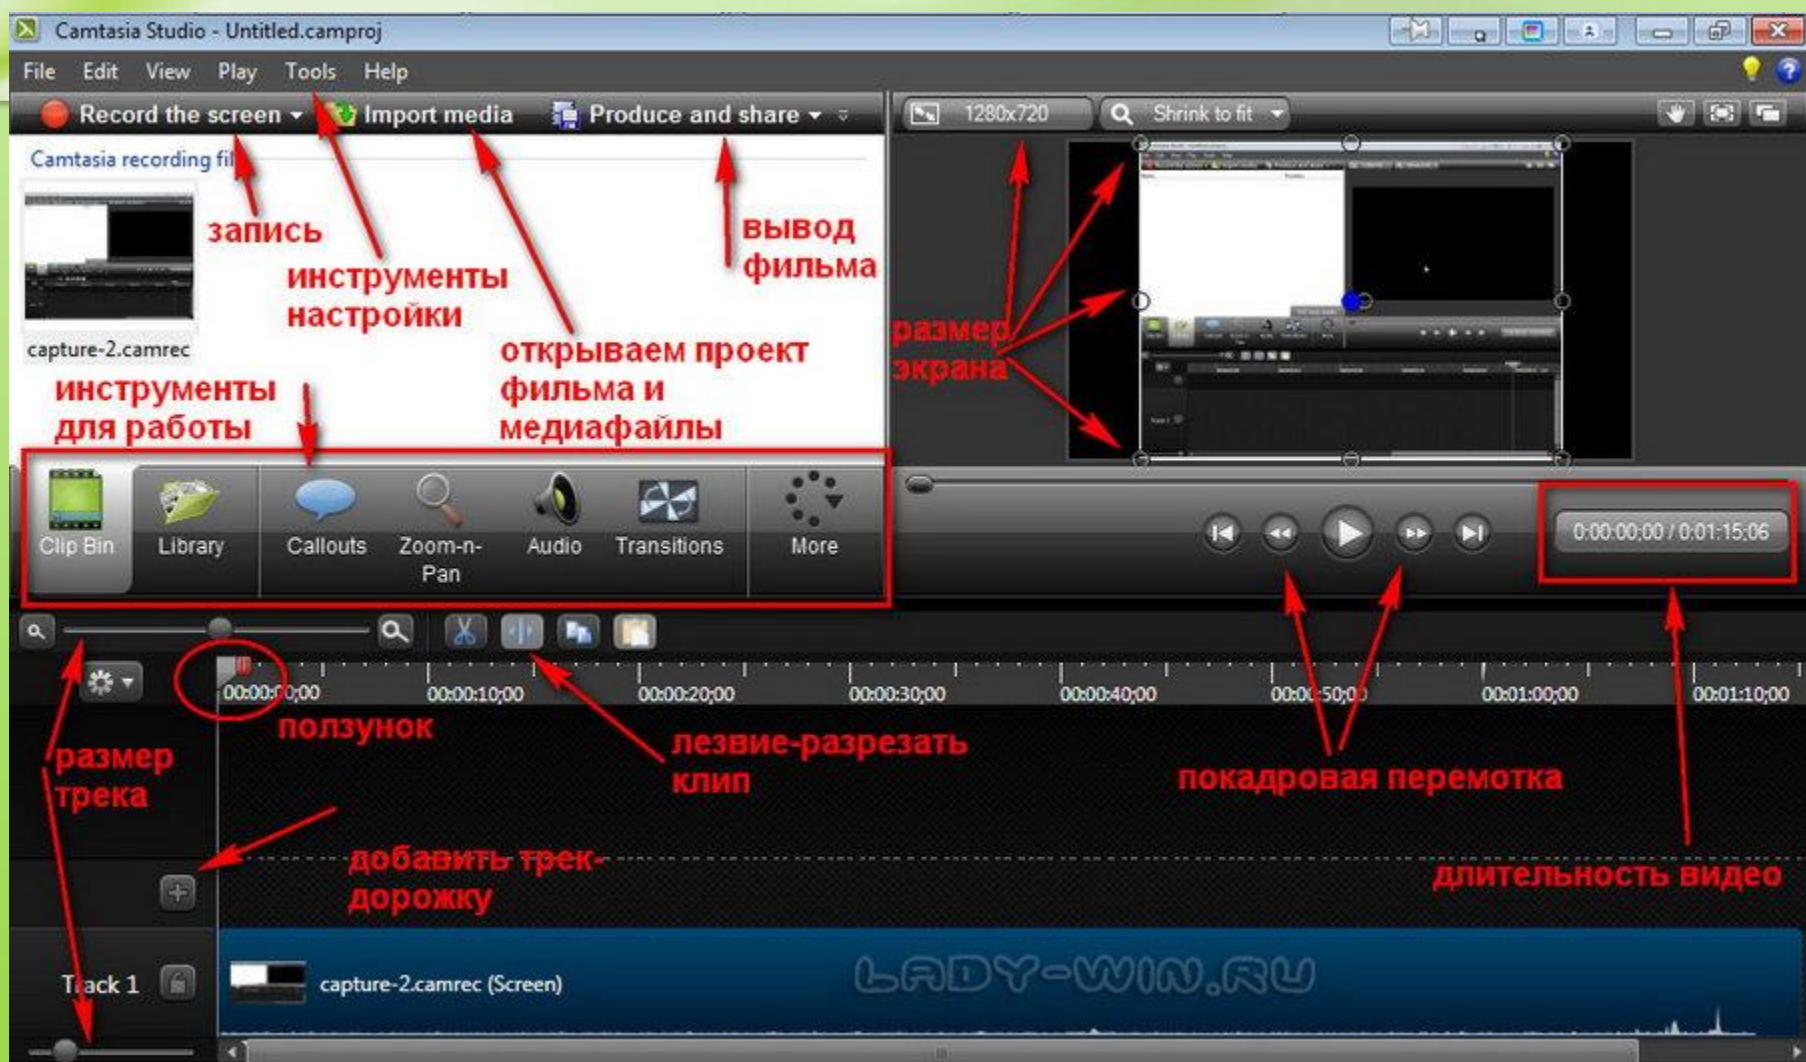 Camtasia Studio - Untitled.camproj
File Edit View Play Tools Help
Record the screen Import media Produce and share
1280x720 Shrink to fit
Camtasia recording fil
capture-2.camrec
запись
инструменты
настройки
вывод
фильма
открываем проект
фильма и
медиафайлы
инструменты
для работы
размер
экрана
Clip Bin Library Callouts Zoom-n-Pan Audio Transitions More
0:00:00;00 / 0:01:15;06
00:00:00;00 00:00:10;00 00:00:20;00 00:00:30;00 00:00:40;00 00:00:50;00 00:01:00;00 00:01:10;00
ползунок
размер
трека
лезвие-разрезать
клип
покадровая перемотка
добавить трек-
дорожку
длительность видео
Track 1
capture-2.camrec (Screen)
LADY-WIN.RU